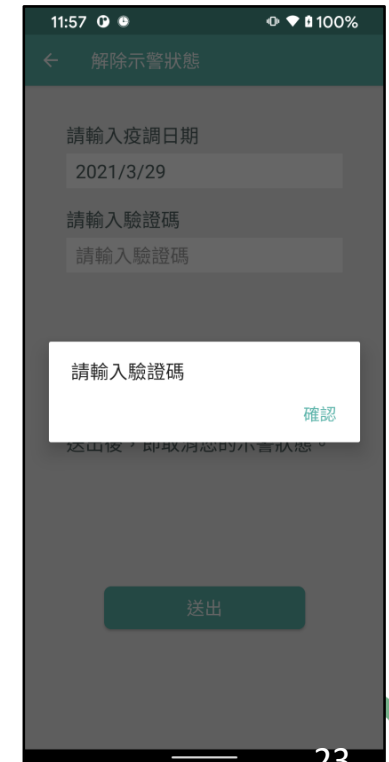 11:57 100%
← 解除示警狀態
請輸入疫調日期
2021/3/29
請輸入驗證碼
請輸入驗證碼
請輸入驗證碼
確認
送出後，即取消您的示警狀態。
送出
23